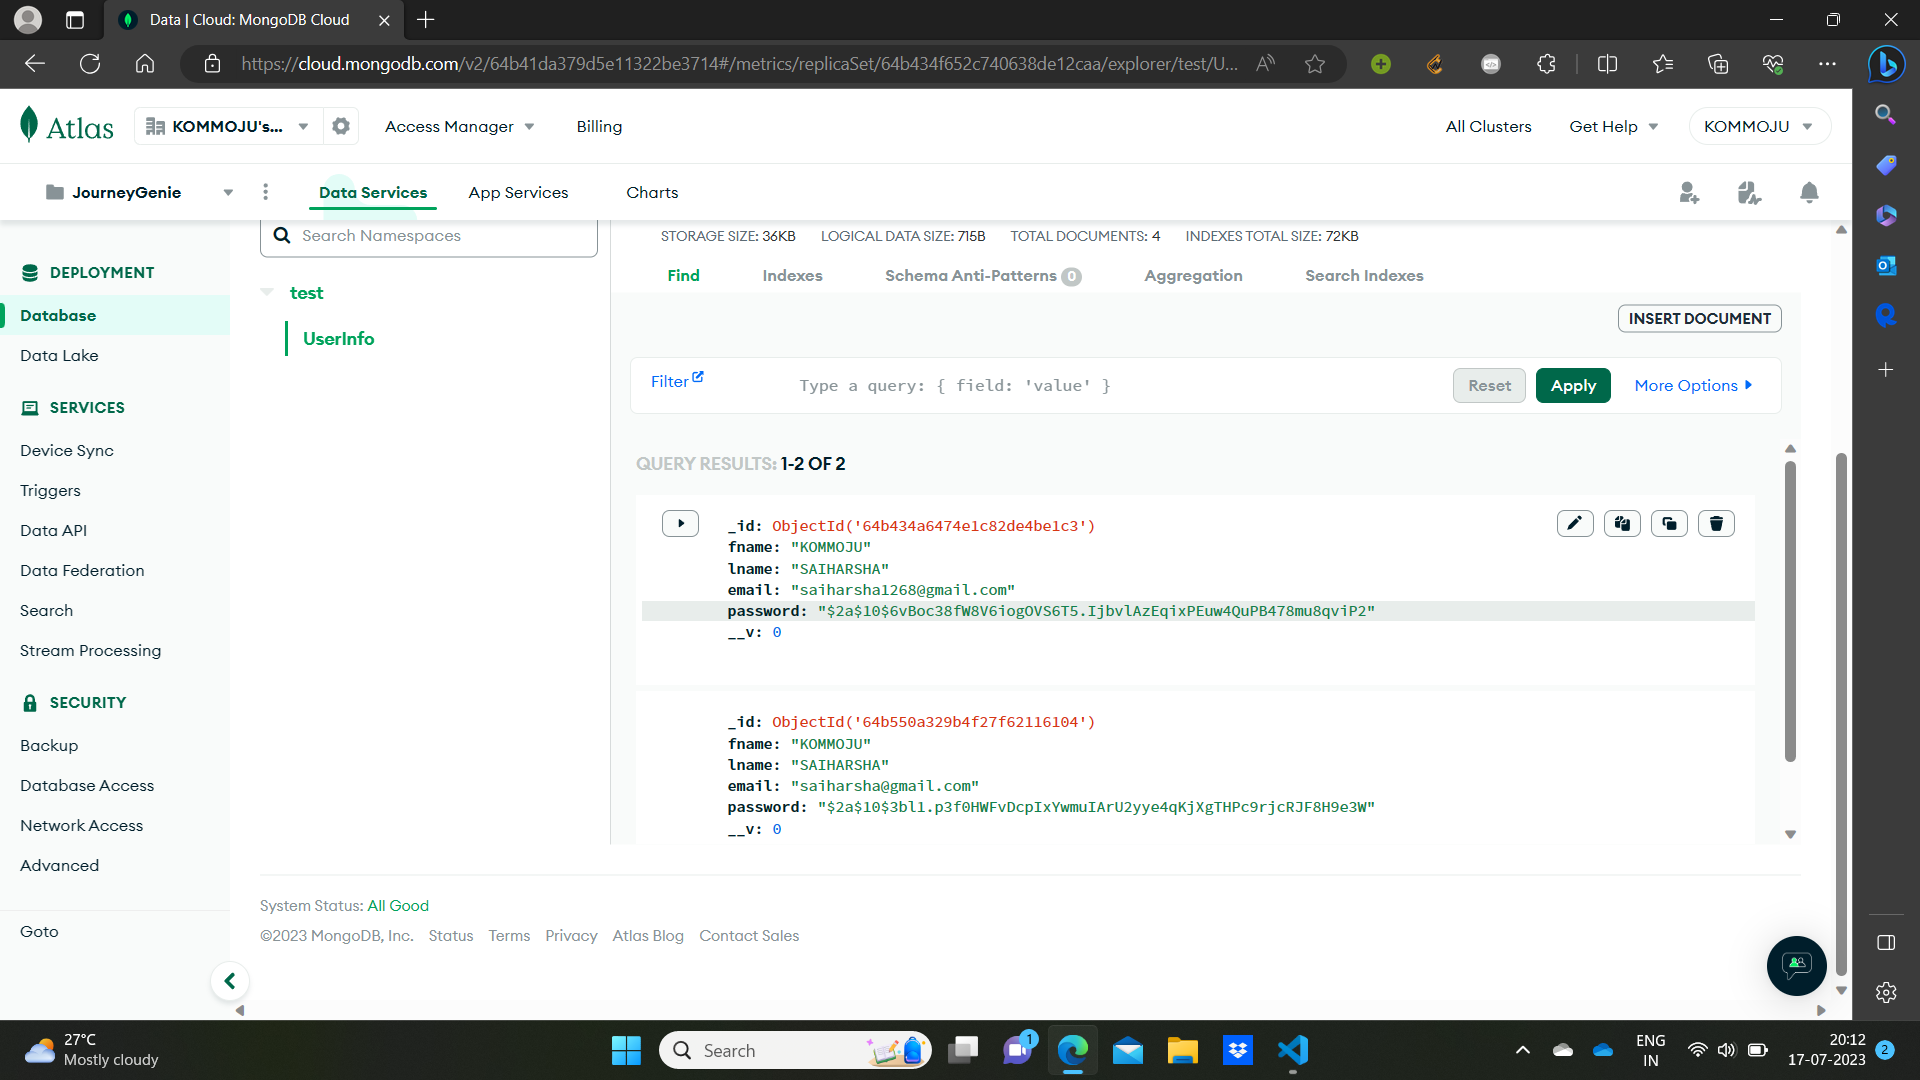 Data | Cloud: MongoDB Cloud
https://cloud.mongodb.com/v2/64b41da379d5e11322be3714#/metrics/replicaSet/64b434f652c740638de12caa/explorer/test/U...
Atlas
KOMMOJU's...
Access Manager
Billing
All Clusters
Get Help
KOMMOJU
JourneyGenie
Data Services
App Services
Charts
Search Namespaces
STORAGE SIZE: 36KB LOGICAL DATA SIZE: 715B TOTAL DOCUMENTS: 4 INDEXES TOTAL SIZE: 72KB
DEPLOYMENT
Database
Data Lake
SERVICES
Device Sync
Triggers
Data API
Data Federation
Search
Stream Processing
SECURITY
Backup
Database Access
Network Access
Advanced
Goto
test
UserInfo
Find
Indexes
Schema Anti-Patterns 0
Aggregation
Search Indexes
INSERT DOCUMENT
Filter
Type a query: { field: 'value' }
Reset
Apply
More Options
QUERY RESULTS: 1-2 OF 2
_id: ObjectId('64b434a6474e1c82de4be1c3')
fname: "KOMMOJU"
lname: "SAIHARSHA"
email: "saiharsha1268@gmail.com"
password: "$2a$10$6vBoc38fW8V6iogOVS6T5.IjbvlAzEqixPEuw4QuPB478mu8qviP2"
__v: 0
_id: ObjectId('64b550a329b4f27f62116104')
fname: "KOMMOJU"
lname: "SAIHARSHA"
email: "saiharsha@gmail.com"
password: "$2a$10$3bl1.p3f0HWFvDcpIxYwmuIArU2yye4qKjXgTHPc9rjcRJF8H9e3W"
__v: 0
System Status: All Good
©2023 MongoDB, Inc. Status Terms Privacy Atlas Blog Contact Sales
27°C
Mostly cloudy
Search
1
ENG
IN
20:12
17-07-2023
2